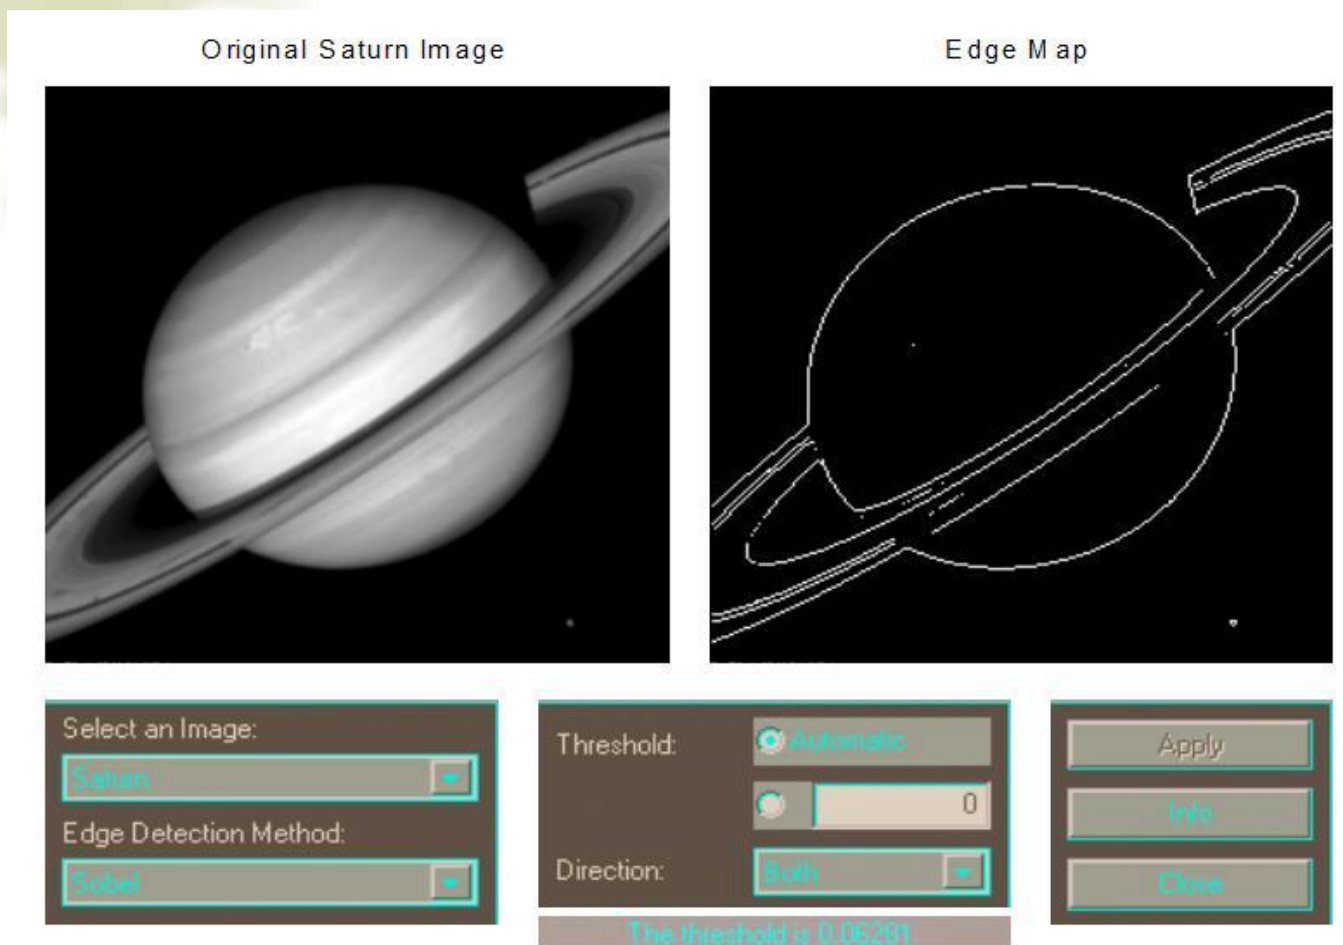 Original Saturn Image
Edge Map
Select an Image:
Saturn
Edge Detection Method:
Sobel
Threshold:
Automatic
0
Direction:
Both
The threshold is 0.06281
Apply
Info
Close